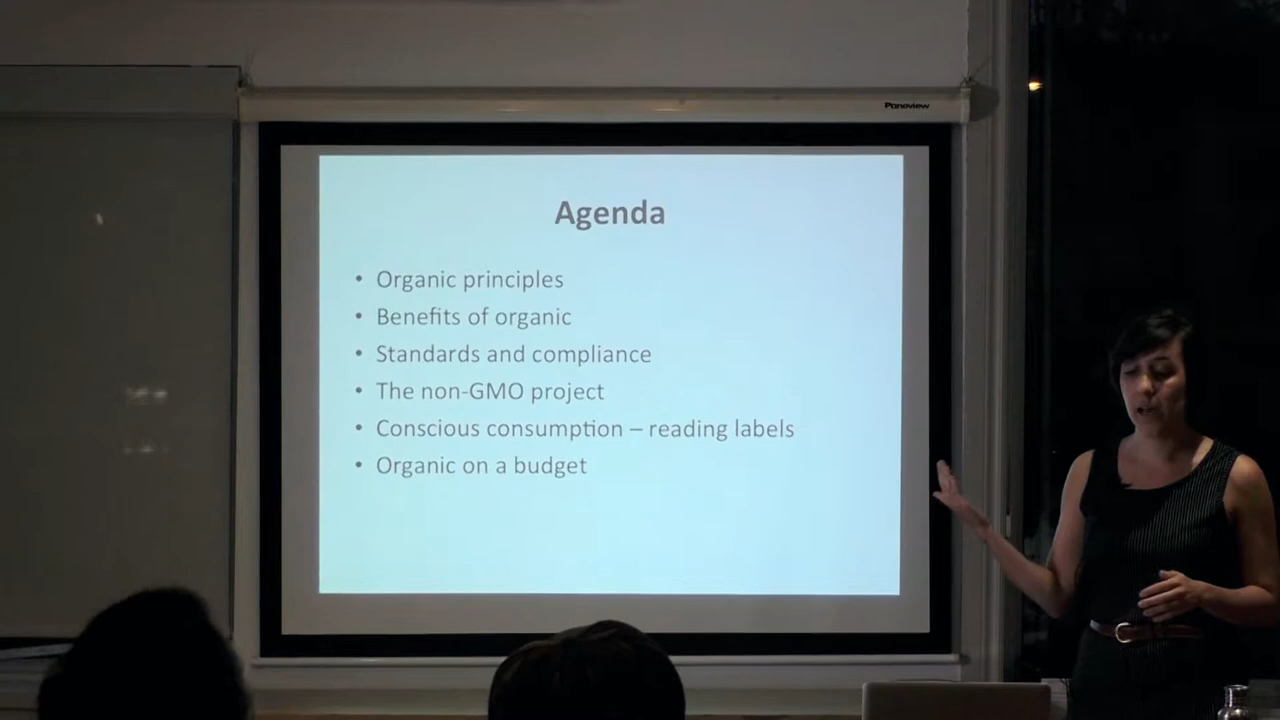 Panoview
Agenda
• Organic principles
• Benefits of organic
• Standards and compliance
• The non-GMO project
• Conscious consumption – reading labels
• Organic on a budget